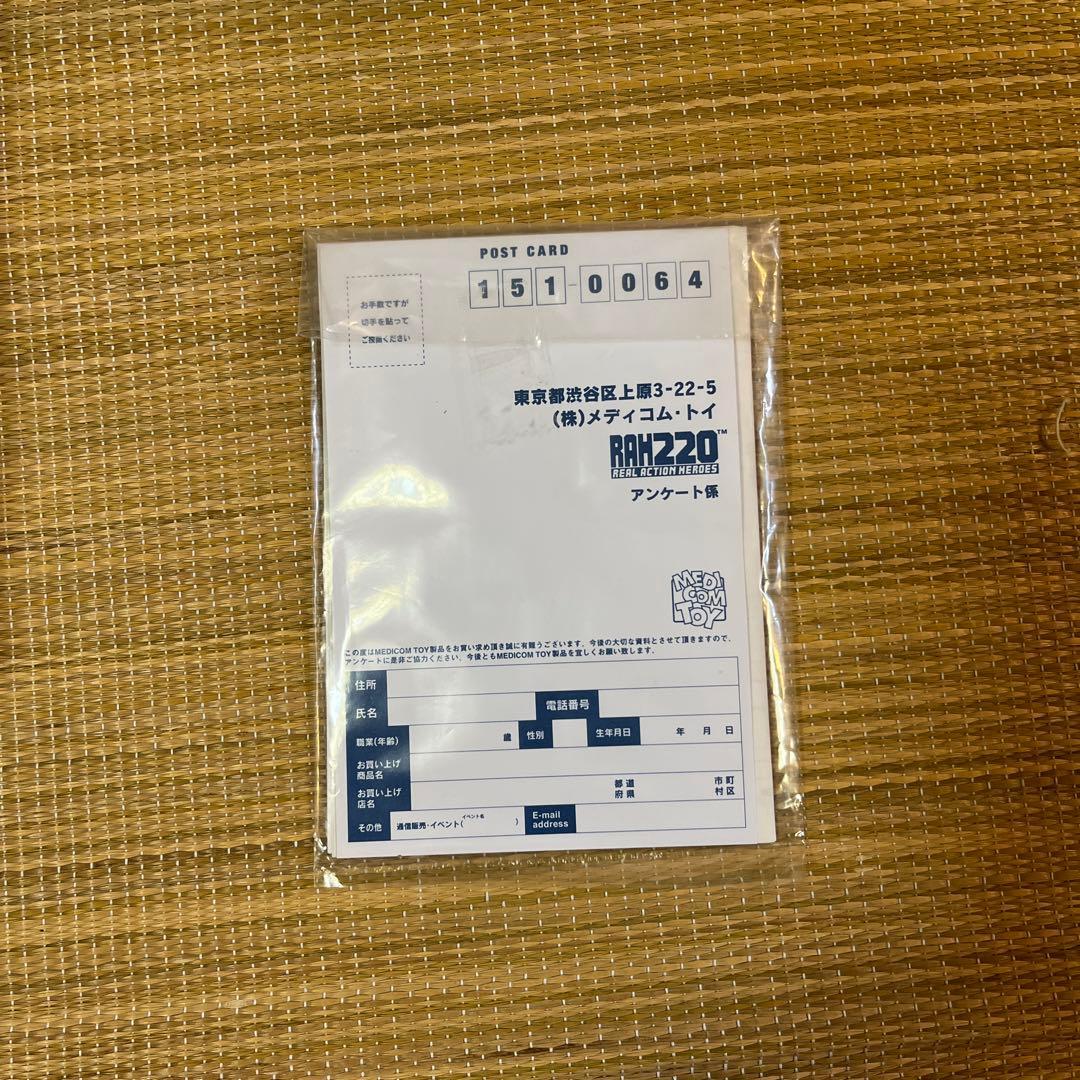 POST CARD
151-0064
お手数ですが
切手を貼って
ご投函ください
東京都渋谷区上原3-22-5
(株)メディコム・トイ
RAH220™
REAL ACTION HEROES
アンケート係
MEDI
COM
TOY
この度はMEDICOM TOY製品をお買い求め頂き誠に有難うございます。今後の大切な資料とさせて頂きますので、
アンケートに是非ご協力ください。今後ともMEDICOM TOY製品を宜しくお願い致します。
住所
氏名 電話番号
職業(年齢) 歳 性別 生年月日 年 月 日
お買い上げ
商品名
お買い上げ 都道 市町
店名 府県 村区
その他 通信販売・イベント(イベント名 ) E-mail
address